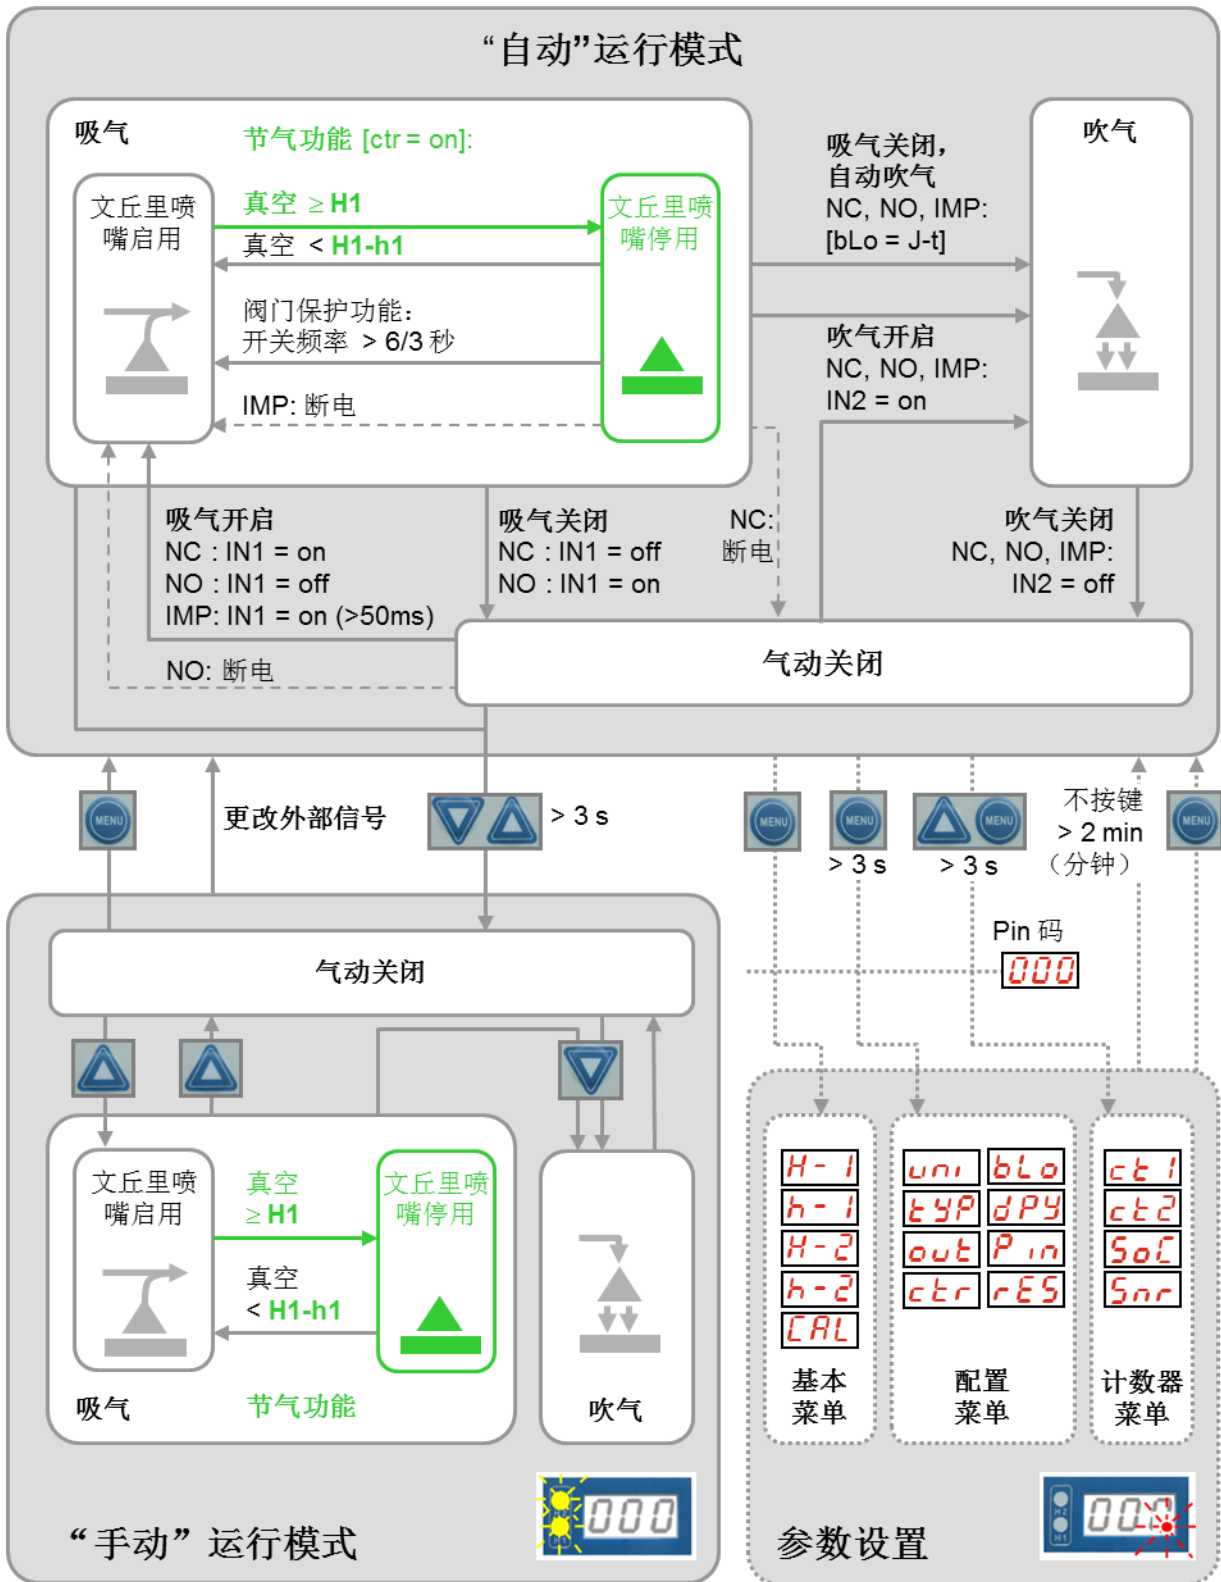 “自动”运行模式
吸气
节气功能 [ctr = on]:
文丘里喷
嘴启用
真空 ≥ H1
真空 < H1-h1
阀门保护功能：
开关频率 > 6/3 秒
IMP: 断电
文丘里喷
嘴停用
吸气关闭，
自动吹气
NC, NO, IMP:
[bLo = J-t]
吹气开启
NC, NO, IMP:
IN2 = on
吹气
吸气开启
NC : IN1 = on
NO : IN1 = off
IMP: IN1 = on (>50ms)
NO: 断电
吸气关闭
NC : IN1 = off
NO : IN1 = on
NC:
断电
吹气关闭
NC, NO, IMP:
IN2 = off
气动关闭
MENU
更改外部信号
> 3 s
MENU
MENU
> 3 s
MENU
> 3 s
不按键
> 2 min
（分钟）
MENU
Pin 码
000
气动关闭
文丘里喷
嘴启用
真空
≥ H1
真空
< H1-h1
文丘里喷
嘴停用
吸气
节气功能
吹气
H-1
h-1
H-2
h-2
CAL
基本
菜单
uni bLo
tYP dPY
out Pin
ctr rES
配置
菜单
ct1
ct2
SoC
Snr
计数器
菜单
“手动”运行模式
000
参数设置
H2
H1
00.0